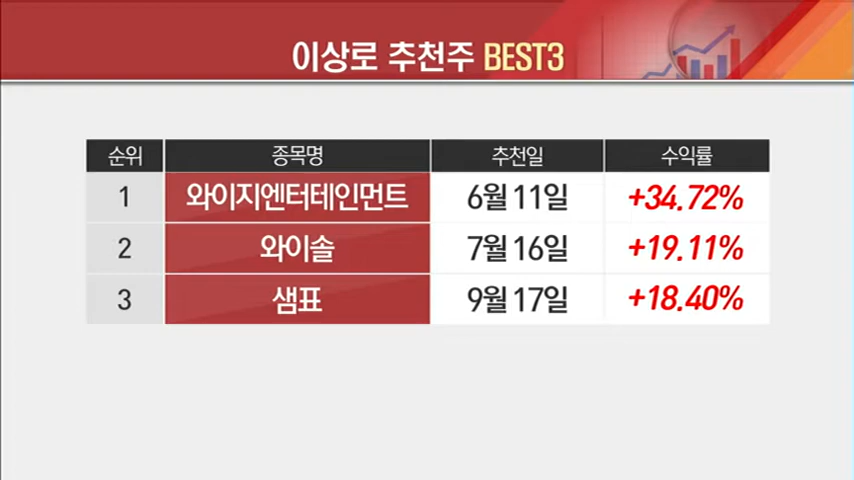 이상로 추천주 BEST3
순위 종목명 추천일 수익률
1 와이지엔터테인먼트 6월 11일 +34.72%
2 와이솔 7월 16일 +19.11%
3 샘표 9월 17일 +18.40%